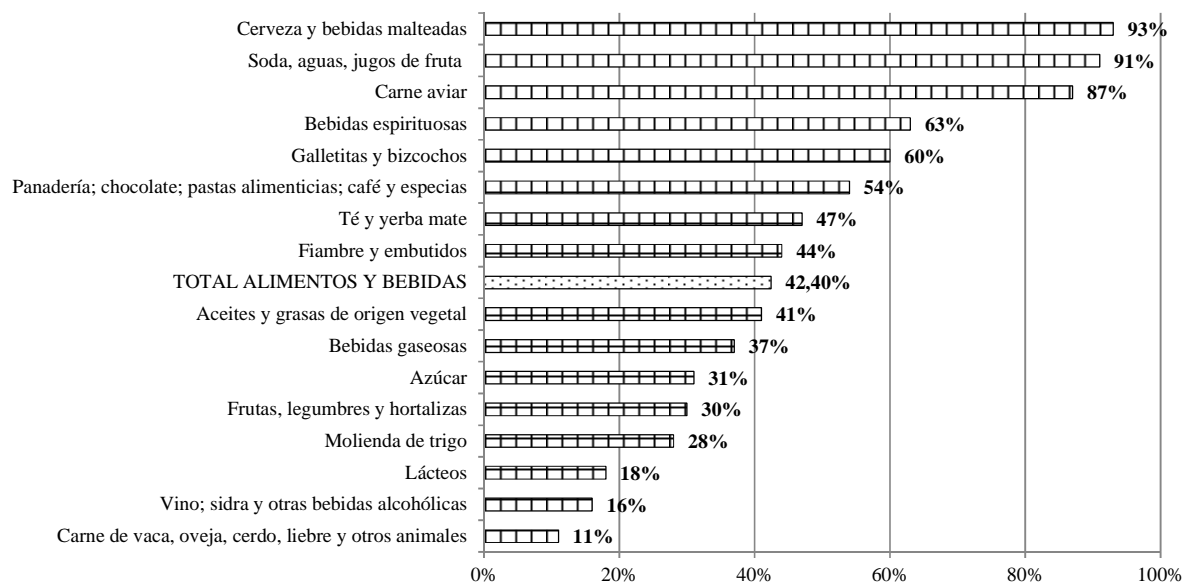 Cerveza y bebidas malteadas 93%
Soda, aguas, jugos de fruta 91%
Carne aviar 87%
Bebidas espirituosas 63%
Galletitas y bizcochos 60%
Panadería; chocolate; pastas alimenticias; café y especias 54%
Té y yerba mate 47%
Fiambre y embutidos 44%
TOTAL ALIMENTOS Y BEBIDAS 42,40%
Aceites y grasas de origen vegetal 41%
Bebidas gaseosas 37%
Azúcar 31%
Frutas, legumbres y hortalizas 30%
Molienda de trigo 28%
Lácteos 18%
Vino; sidra y otras bebidas alcohólicas 16%
Carne de vaca, oveja, cerdo, liebre y otros animales 11%
0% 20% 40% 60% 80% 100%